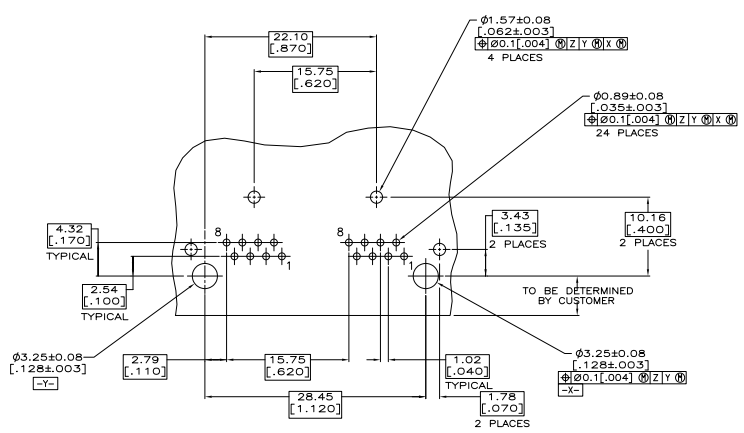 22.10
[.870]
15.75
[.620]
Ø1.57±0.08
[.062±.003]
⌖ Ø0.1[.004] Ⓜ Z Y Ⓜ X Ⓜ
4 PLACES
Ø0.89±0.08
[.035±.003]
⌖ Ø0.1[.004] Ⓜ Z Y Ⓜ X Ⓜ
24 PLACES
4.32
[.170]
TYPICAL
8
1
8
1
3.43
[.135]
2 PLACES
10.16
[.400]
2 PLACES
2.54
[.100]
TYPICAL
TO BE DETERMINED
BY CUSTOMER
Ø3.25±0.08
[.128±.003]
-Y-
2.79
[.110]
15.75
[.620]
1.02
[.040]
TYPICAL
Ø3.25±0.08
[.128±.003]
⌖ Ø0.1[.004] Ⓜ Z Y Ⓜ
-X-
28.45
[1.120]
1.78
[.070]
2 PLACES